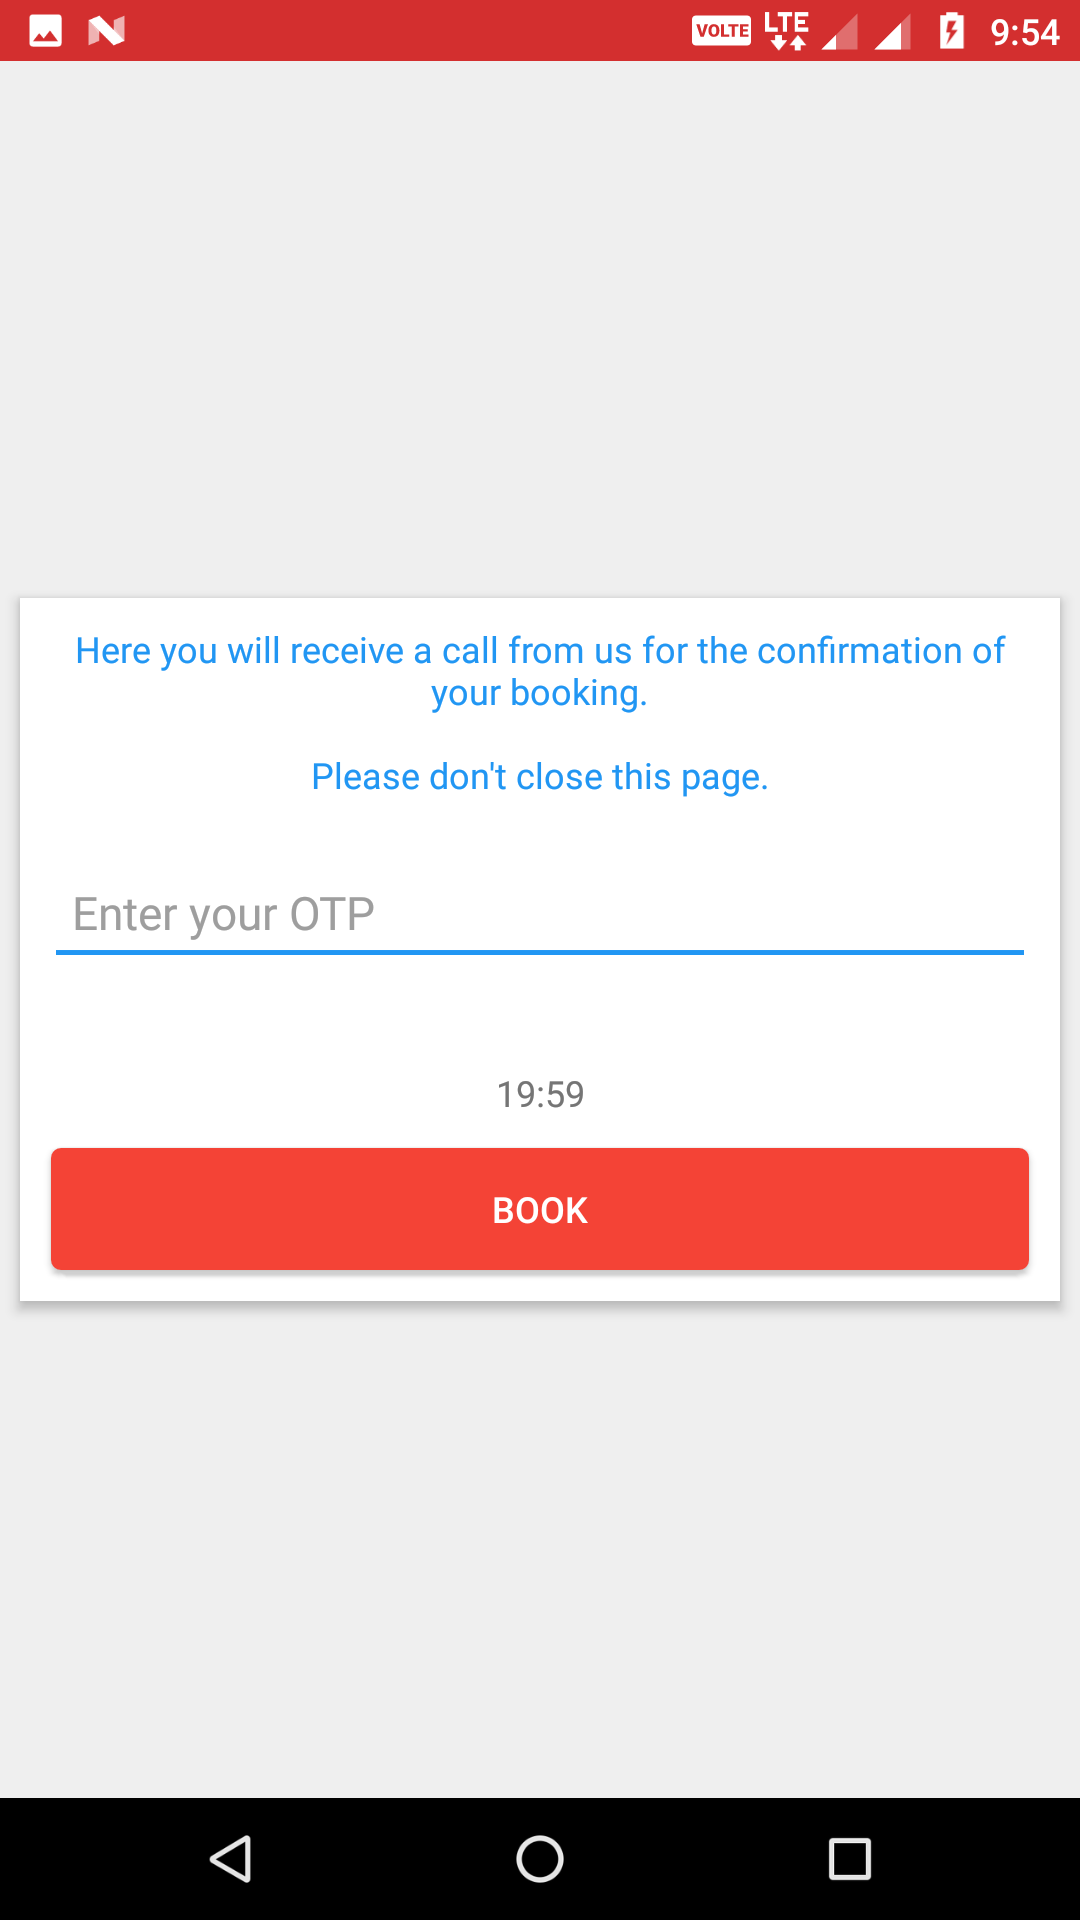 VOLTE LTE 9:54
Here you will receive a call from us for the confirmation of
your booking.
Please don't close this page.
Enter your OTP
19:59
BOOK